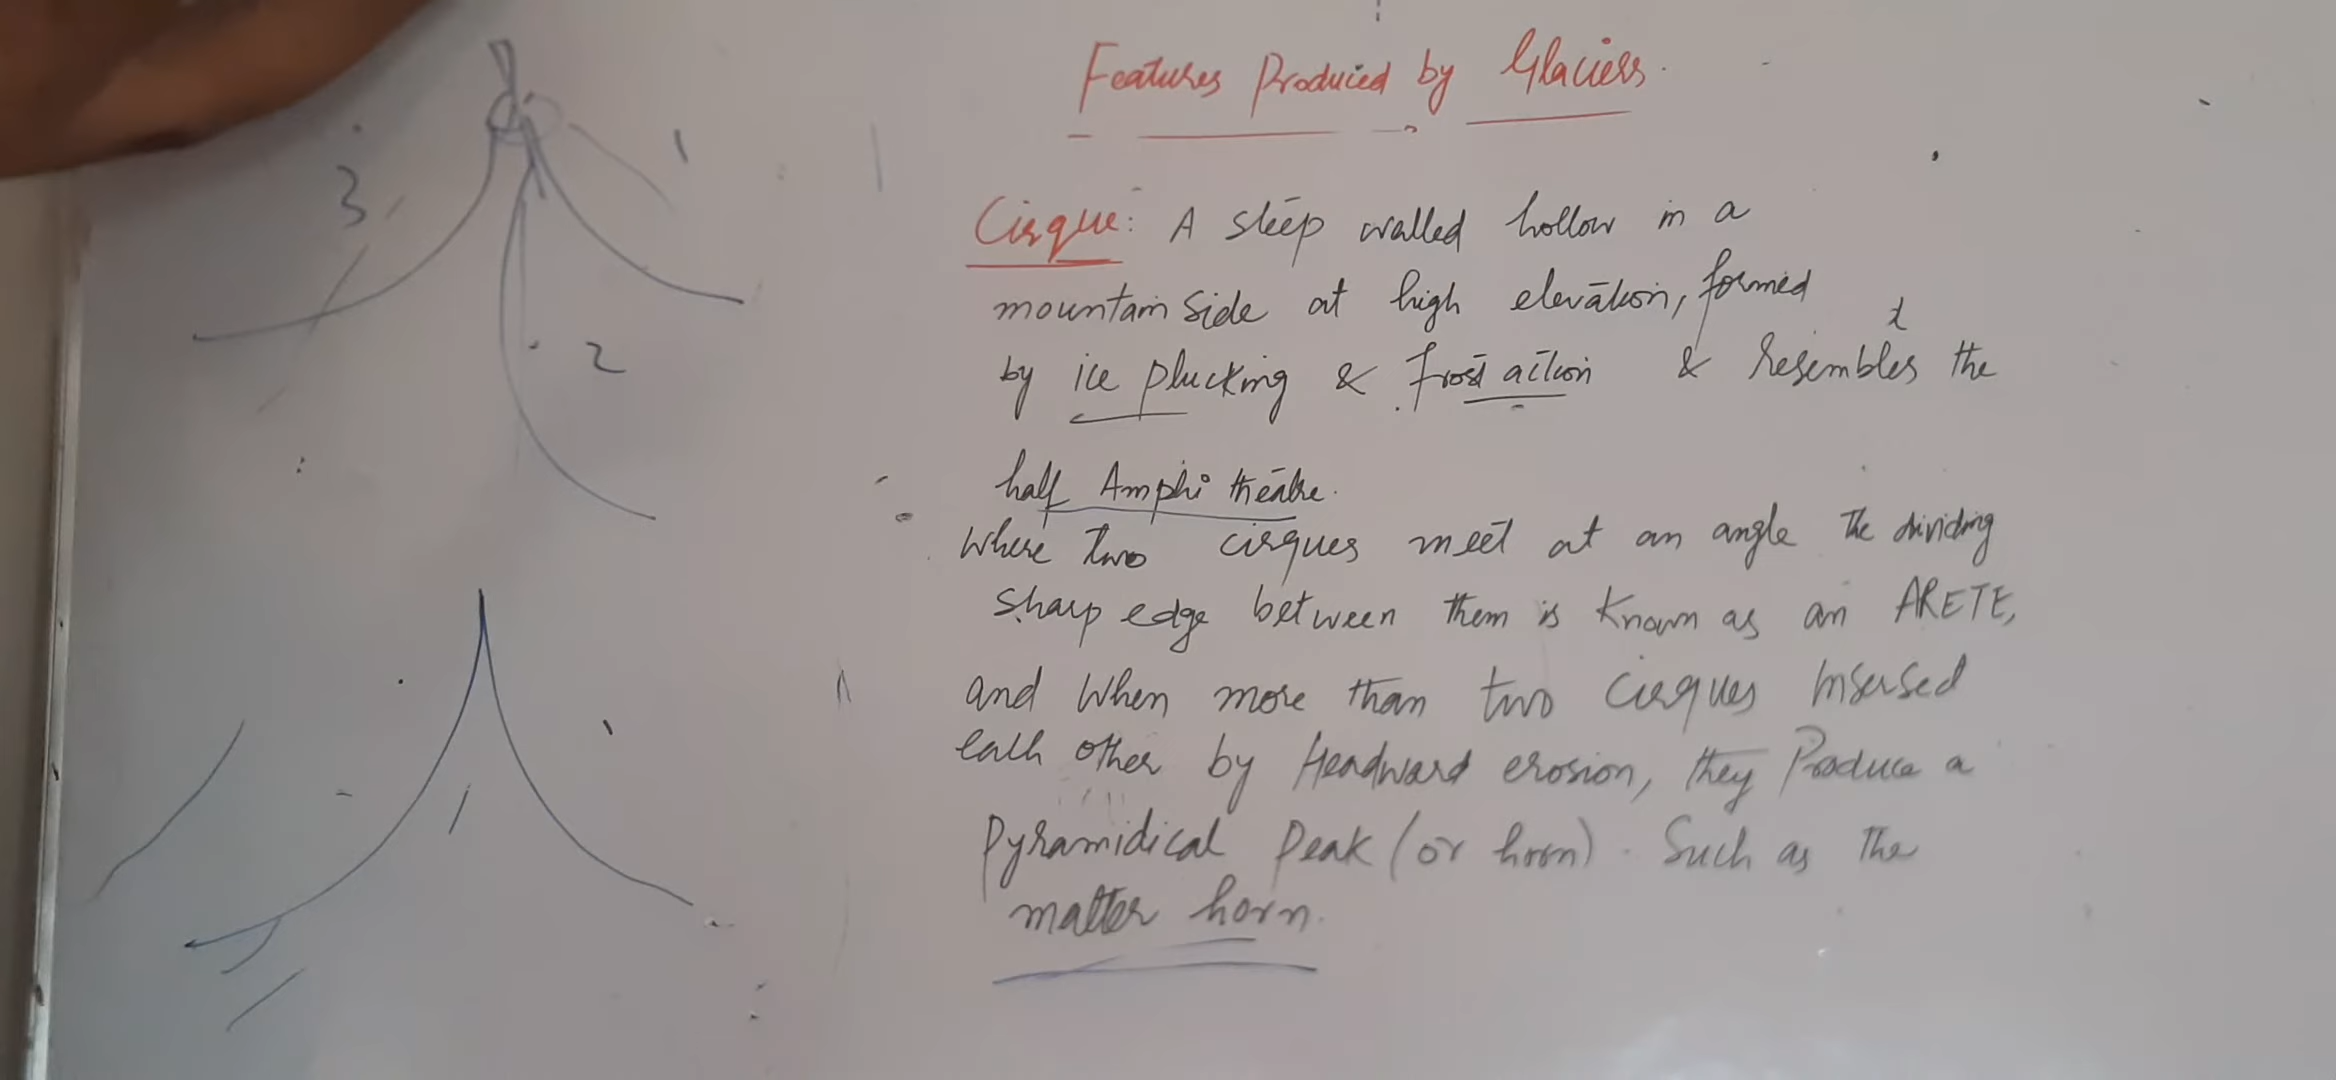 Features Produced by Glaciers.
Cirque: A steep walled hollow in a
mountain side at high elevation, formed
by ice plucking & Frost action & resembles the
half Amphi theatre.
Where two cirques meet at an angle the dividing
sharp edge between them is known as an ARETE,
and when more than two cirques
each other by Headward erosion, they Produce a
Pyramidical Peak (or horn). Such as the
matter horn.
1
2
3